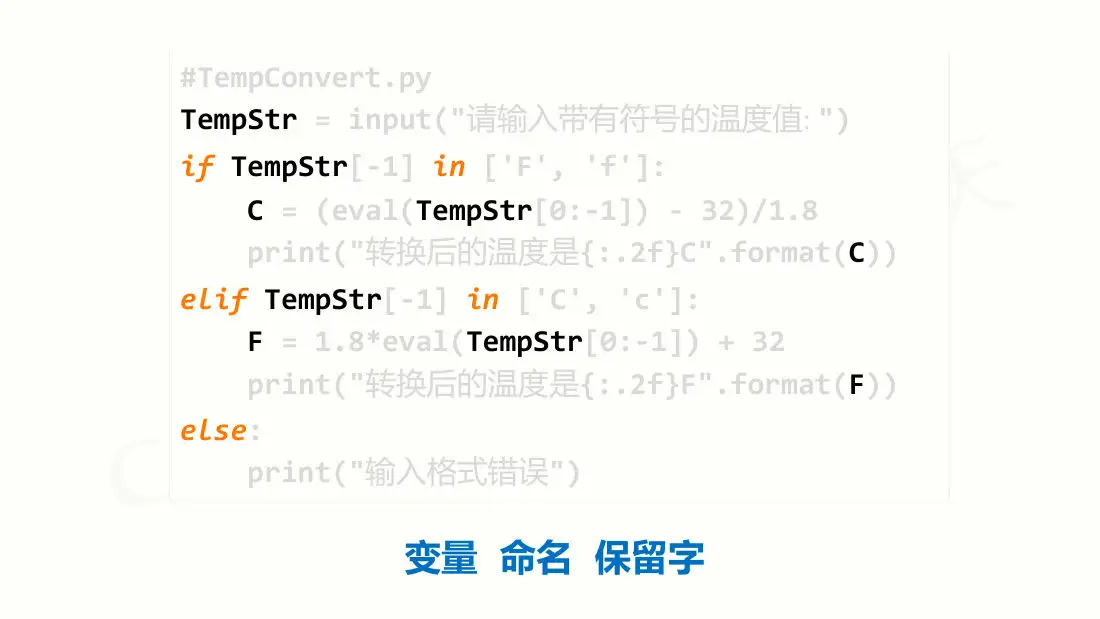 #TempConvert.py
TempStr = input("请输入带有符号的温度值: ")
if TempStr[-1] in ['F', 'f']:
    C = (eval(TempStr[0:-1]) - 32)/1.8
    print("转换后的温度是{:.2f}C".format(C))
elif TempStr[-1] in ['C', 'c']:
    F = 1.8*eval(TempStr[0:-1]) + 32
    print("转换后的温度是{:.2f}F".format(F))
else:
    print("输入格式错误")
变量 命名 保留字